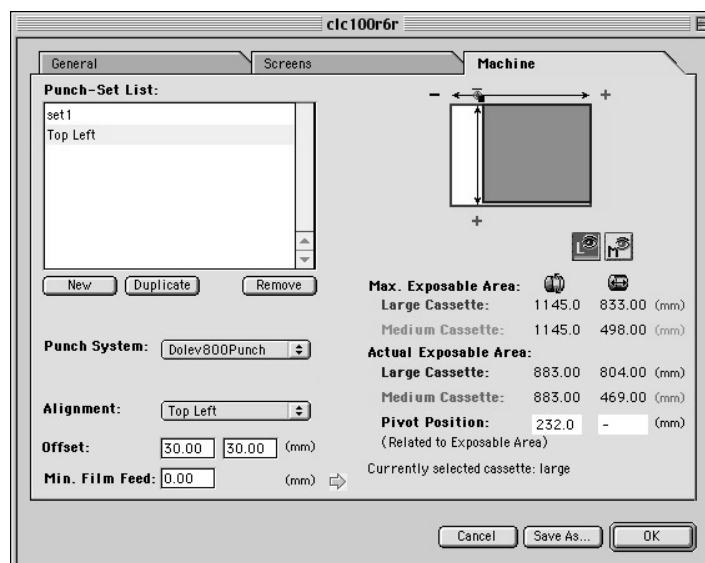 clc100r6r
General
Screens
Machine
Punch-Set List:
set1
Top Left
New
Duplicate
Remove
Punch System: Dolev800Punch
Alignment: Top Left
Offset: 30.00 30.00 (mm)
Min. Film Feed: 0.00 (mm)
- +
+
L M
Max. Exposable Area:
Large Cassette: 1145.0 833.00 (mm)
Medium Cassette: 1145.0 498.00 (mm)
Actual Exposable Area:
Large Cassette: 883.00 804.00 (mm)
Medium Cassette: 883.00 469.00 (mm)
Pivot Position: 232.0 - (mm)
(Related to Exposable Area)
Currently selected cassette: large
Cancel
Save As...
OK